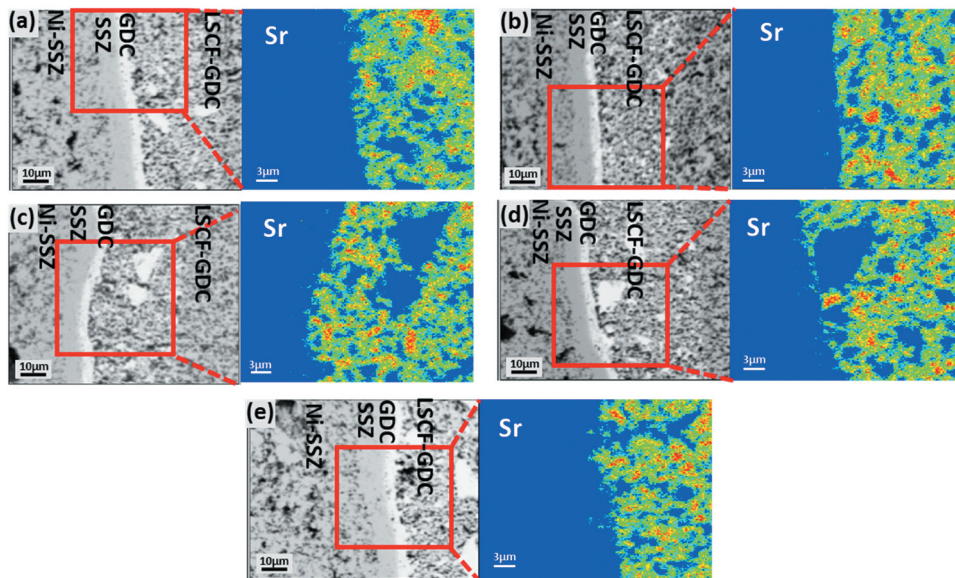 (a)
Ni-SSZ
SSZ
GDC
LSCF-GDC
10μm
Sr
3μm
(b)
Ni-SSZ
SSZ
GDC
LSCF-GDC
10μm
Sr
3μm
(c)
Ni-SSZ
SSZ
GDC
LSCF-GDC
10μm
Sr
3μm
(d)
Ni-SSZ
SSZ
GDC
LSCF-GDC
10μm
Sr
3μm
(e)
Ni-SSZ
SSZ
GDC
LSCF-GDC
10μm
Sr
3μm